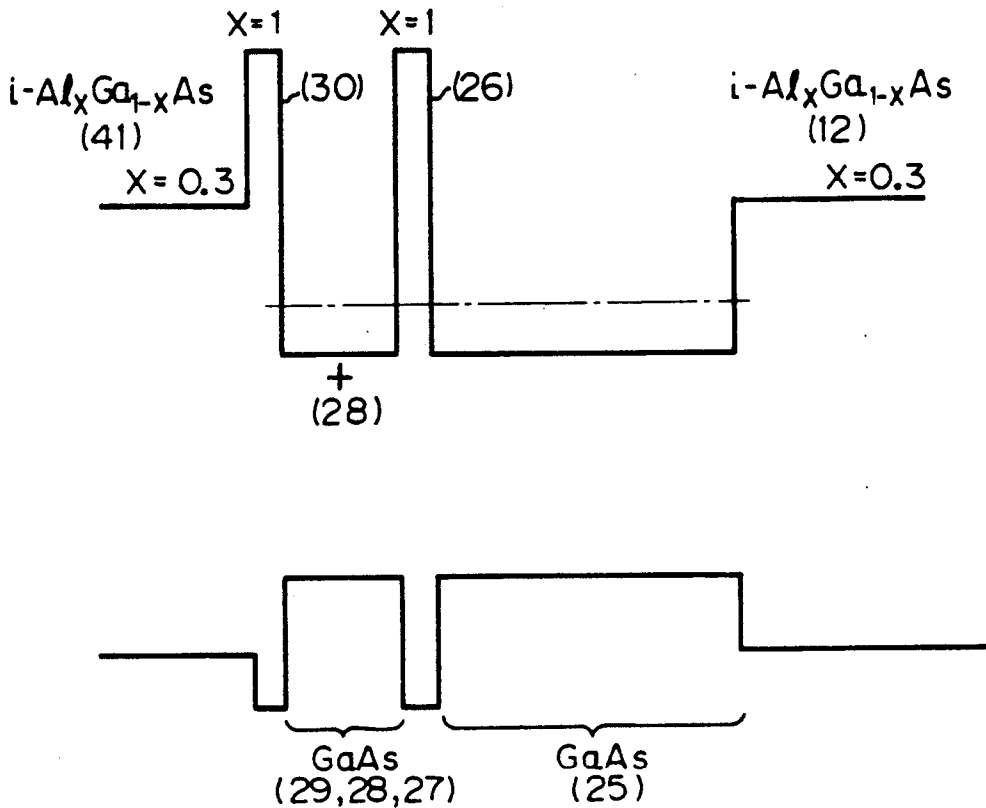 X=1 X=1
i-AlxGa1-xAs (30) (26) i-AlxGa1-xAs
(41) (12)
X=0.3 X=0.3
+
(28)
GaAs GaAs
(29,28,27) (25)